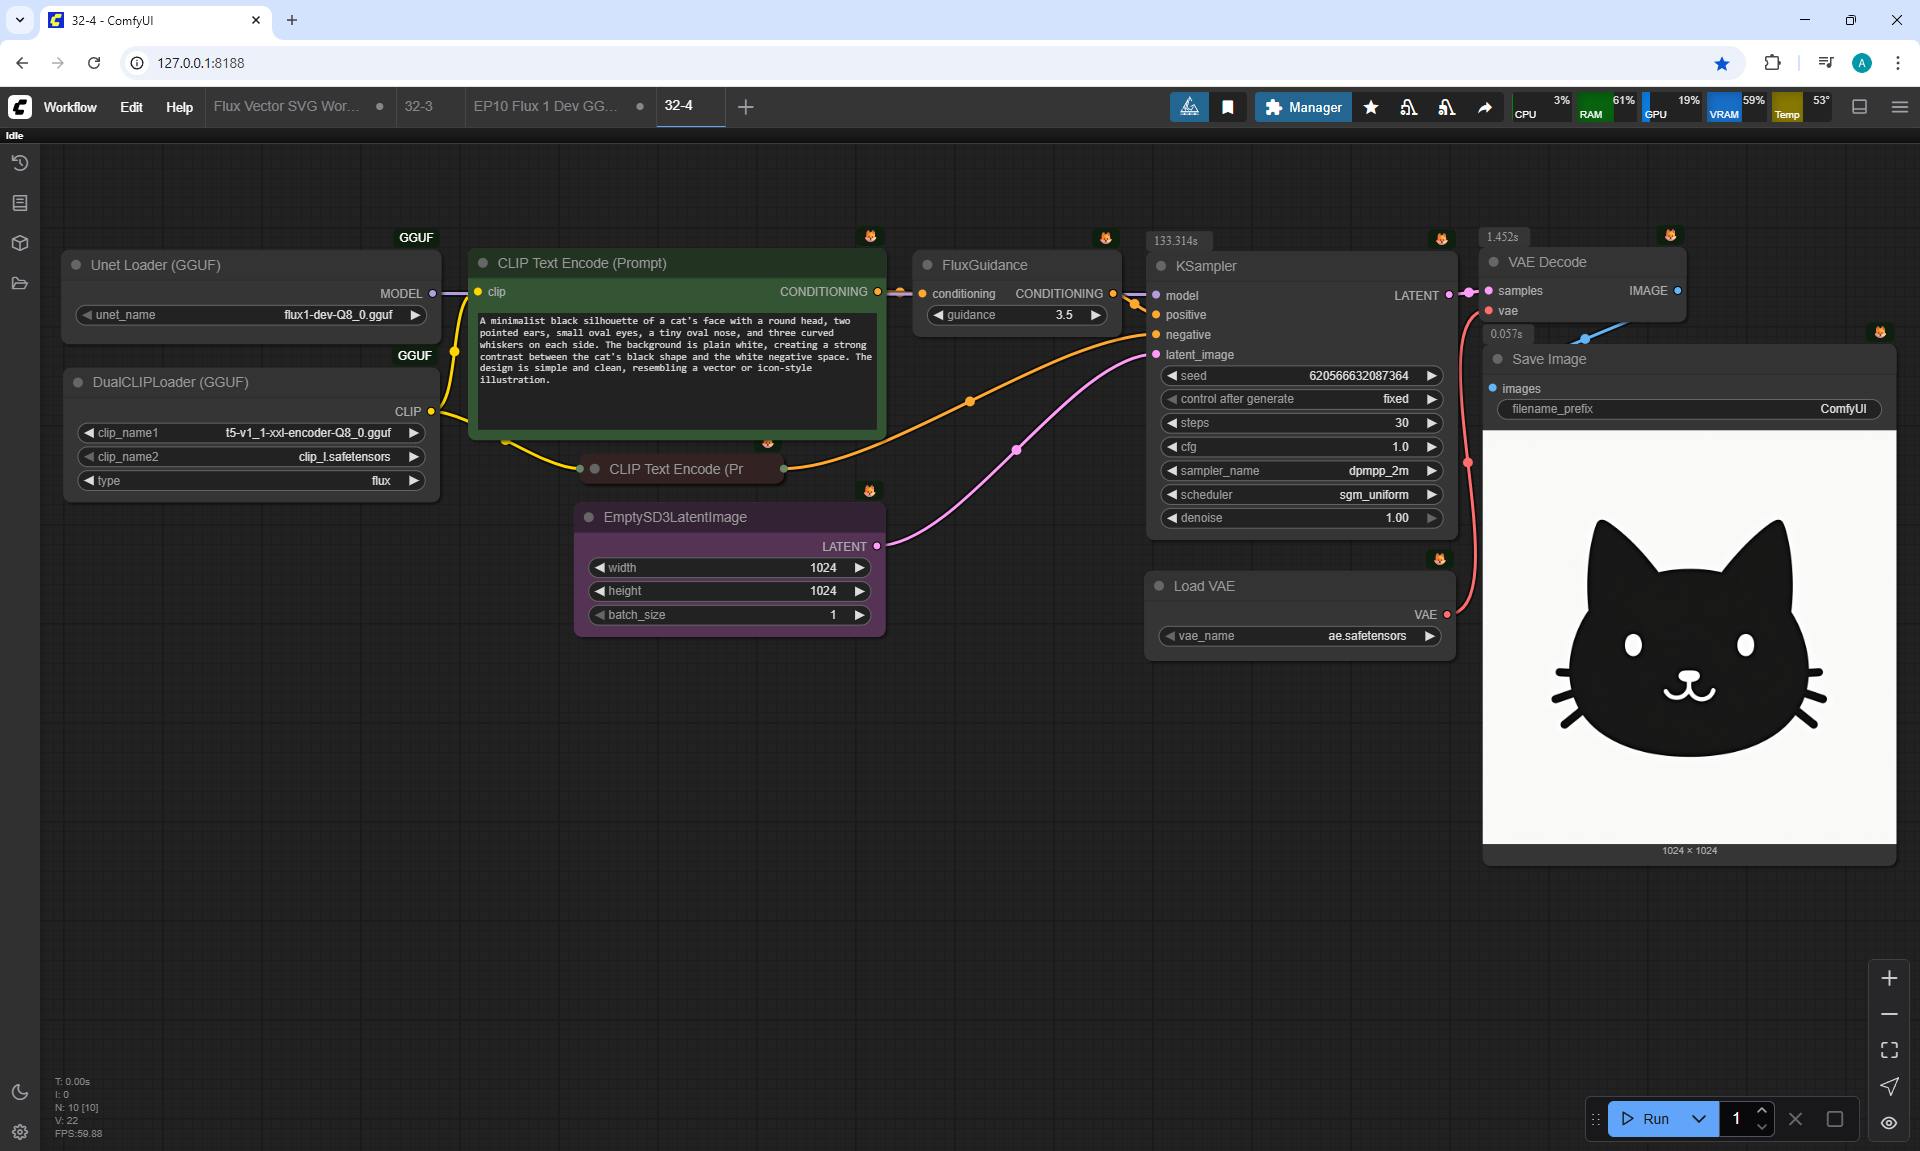 32-4 - ComfyUI
127.0.0.1:8188
A
Workflow
Edit
Help
Flux Vector SVG Wor...
32-3
EP10 Flux 1 Dev GG...
32-4
Manager
CPU
3%
RAM
61%
GPU
19%
VRAM
59%
Temp
53°
Idle
GGUF
Unet Loader (GGUF)
MODEL
unet_name
flux1-dev-Q8_0.gguf
GGUF
DualCLIPLoader (GGUF)
CLIP
clip_name1
t5-v1_1-xxl-encoder-Q8_0.gguf
clip_name2
clip_l.safetensors
type
flux
CLIP Text Encode (Prompt)
clip
CONDITIONING
A minimalist black silhouette of a cat's face with a round head, two
pointed ears, small oval eyes, a tiny oval nose, and three curved
whiskers on each side. The background is plain white, creating a strong
contrast between the cat's black shape and the white negative space. The
design is simple and clean, resembling a vector or icon-style
illustration.
CLIP Text Encode (Pr
EmptySD3LatentImage
LATENT
width
1024
height
1024
batch_size
1
FluxGuidance
conditioning
CONDITIONING
guidance
3.5
133.314s
KSampler
model
LATENT
positive
negative
latent_image
seed
620566632087364
control after generate
fixed
steps
30
cfg
1.0
sampler_name
dpmpp_2m
scheduler
sgm_uniform
denoise
1.00
Load VAE
VAE
vae_name
ae.safetensors
1.452s
VAE Decode
samples
IMAGE
vae
0.057s
Save Image
images
filename_prefix
ComfyUI
1024 × 1024
T: 0.00s
I: 0
N: 10 [10]
V: 22
FPS:59.88
Run
1